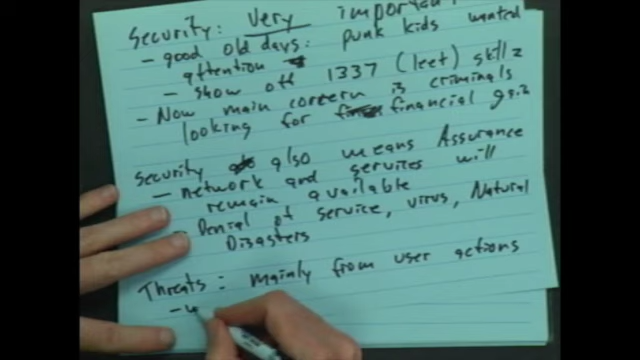 Security: Very important
- good old days: punk kids wanted
attention
- show off 1337 (leet) skillz
- Now main concern is criminals
looking for financial gain
Security also means Assurance
- network and services will
remain available
- Denial of service, virus, Natural
Disasters
Threats: mainly from user actions
-